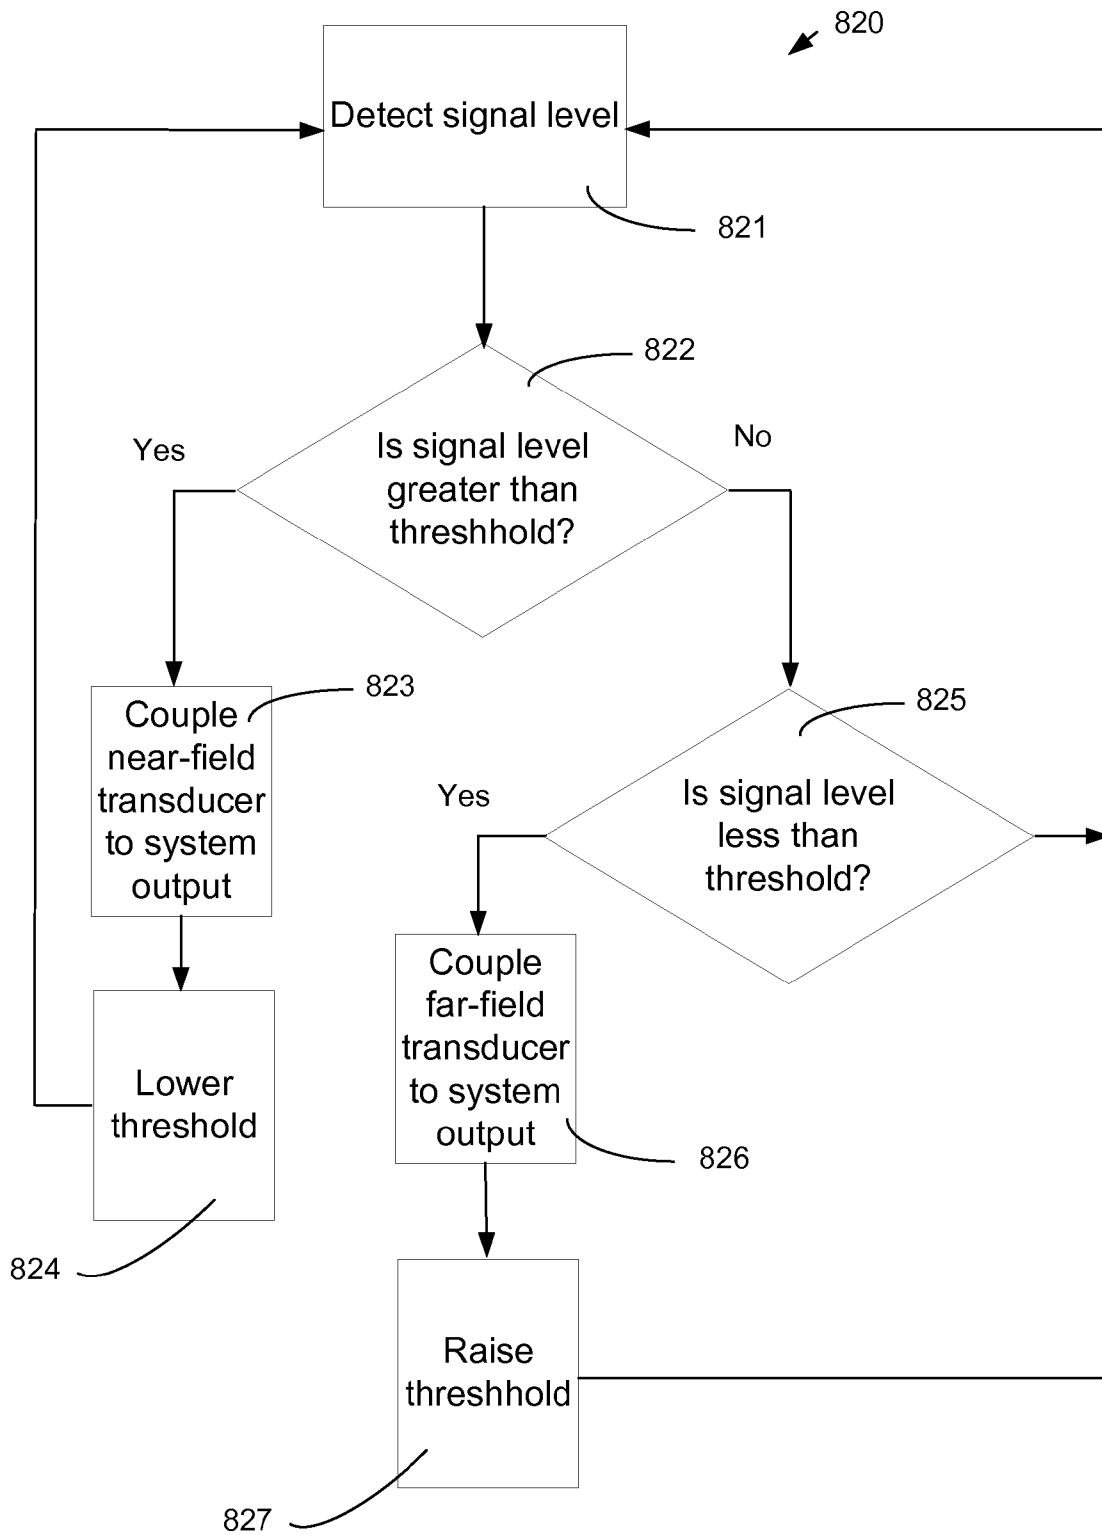 820
Detect signal level
821
822
Is signal level
greater than
threshhold?
Yes
No
823
Couple
near-field
transducer
to system
output
825
Is signal level
less than
threshold?
Yes
Couple
far-field
transducer
to system
output
826
Lower
threshold
824
Raise
threshhold
827